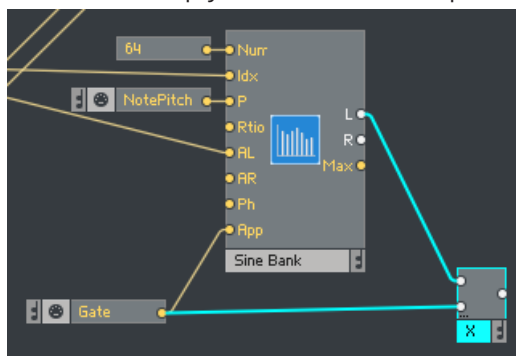 64
Num
Idx
NotePitch
P
Rtio
AL
AR
Ph
App
L
R
Max
Sine Bank
Gate
...
X